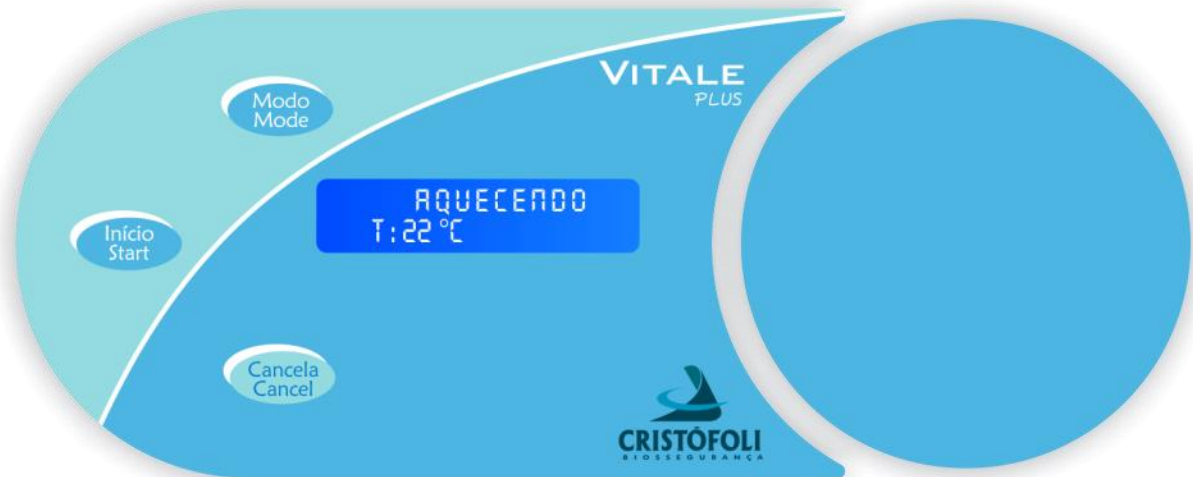 VITALE
PLUS
Modo
Mode
AQUECENDO
T:22 °C
Início
Start
Cancela
Cancel
CRISTÓFOLI
BIOSSEGURANÇA